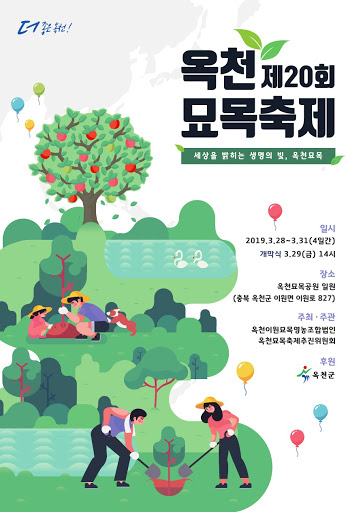 더 좋은 옥천!
옥천 제20회
묘목축제
세상을 밝히는 생명의 빛, 옥천묘목
일시
2019.3.28~3.31(4일간)
개막식 3.29(금) 14시
장소
옥천묘목공원 일원
(충북 옥천군 이원면 이원로 827)
주최 · 주관
옥천이원묘목영농조합법인
옥천묘목축제추진위원회
후원
옥천군